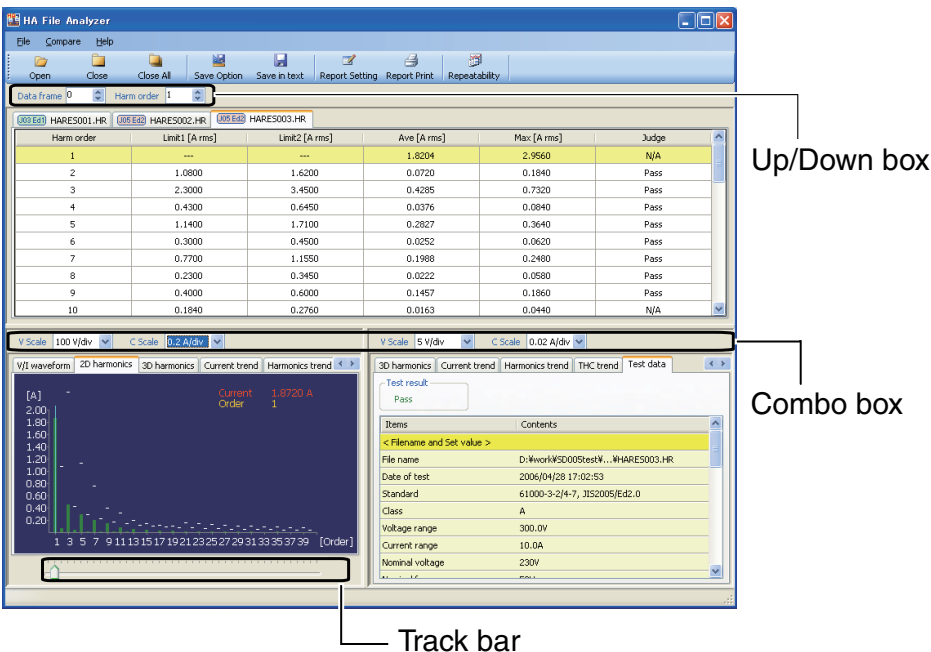 HA File Analyzer
File Compare Help
Open Close Close All Save Option Save in text Report Setting Report Print Repeatability
Data frame 0 Harm order 1
J03 Ed1 HARES001.HR J05 Ed2 HARES002.HR J05 Ed2 HARES003.HR
Harm order Limit1 [A rms] Limit2 [A rms] Ave [A rms] Max [A rms] Judge
1 --- --- 1.8204 2.9560 N/A
2 1.0800 1.6200 0.0720 0.1840 Pass
3 2.3000 3.4500 0.4285 0.7320 Pass
4 0.4300 0.6450 0.0376 0.0840 Pass
5 1.1400 1.7100 0.2827 0.3640 Pass
6 0.3000 0.4500 0.0252 0.0620 Pass
7 0.7700 1.1550 0.1988 0.2480 Pass
8 0.2300 0.3450 0.0222 0.0580 Pass
9 0.4000 0.6000 0.1457 0.1860 Pass
10 0.1840 0.2760 0.0163 0.0440 N/A
Up/Down box
V Scale 100 V/div C Scale 0.2 A/div
V/I waveform 2D harmonics 3D harmonics Current trend Harmonics trend
[A]
Current 1.8720 A
Order 1
2.00
1.80
1.60
1.40
1.20
1.00
0.80
0.60
0.40
0.20
1 3 5 7 9 11 13 15 17 19 21 23 25 27 29 31 33 35 37 39 [Order]
V Scale 5 V/div C Scale 0.02 A/div
3D harmonics Current trend Harmonics trend THC trend Test data
Test result
Pass
Items Contents
< Filename and Set value >
File name D:¥work¥SD005test¥...¥HARES003.HR
Date of test 2006/04/28 17:02:53
Standard 61000-3-2/4-7, JIS2005/Ed2.0
Class A
Voltage range 300.0V
Current range 10.0A
Nominal voltage 230V
Combo box
Track bar